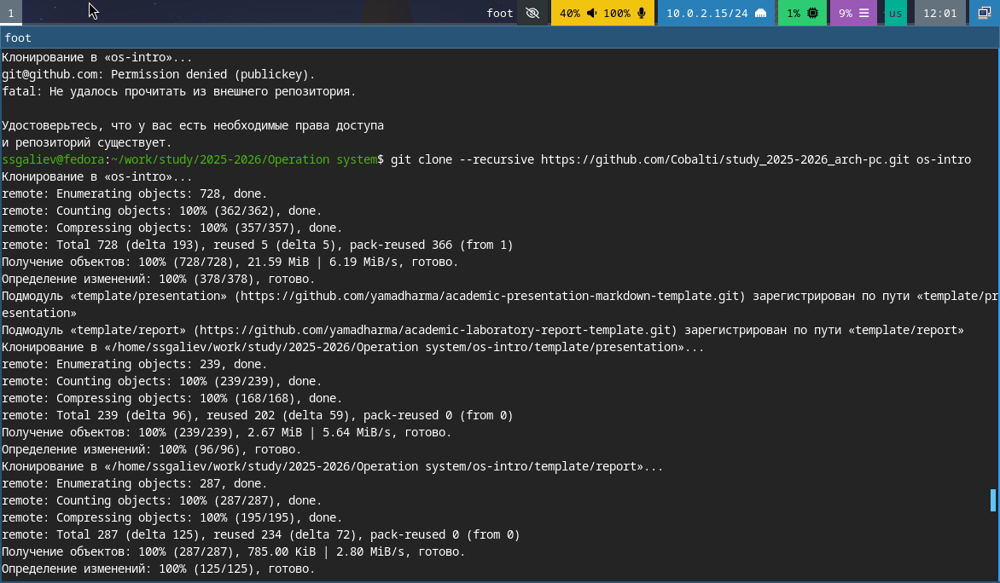 1 foot 40% 100% 10.0.2.15/24 1% 9% us 12:01
foot
Клонирование в «os-intro»...
git@github.com: Permission denied (publickey).
fatal: Не удалось прочитать из внешнего репозитория.
Удостоверьтесь, что у вас есть необходимые права доступа
и репозиторий существует.
ssgaliev@fedora:~/work/study/2025-2026/Operation system$ git clone --recursive https://github.com/Cobalti/study_2025-2026_arch-pc.git os-intro
Клонирование в «os-intro»...
remote: Enumerating objects: 728, done.
remote: Counting objects: 100% (362/362), done.
remote: Compressing objects: 100% (357/357), done.
remote: Total 728 (delta 193), reused 5 (delta 5), pack-reused 366 (from 1)
Получение объектов: 100% (728/728), 21.59 MiB | 6.19 MiB/s, готово.
Определение изменений: 100% (378/378), готово.
Подмодуль «template/presentation» (https://github.com/yamadharma/academic-presentation-markdown-template.git) зарегистрирован по пути «template/pr
esentation»
Подмодуль «template/report» (https://github.com/yamadharma/academic-laboratory-report-template.git) зарегистрирован по пути «template/report»
Клонирование в «/home/ssgaliev/work/study/2025-2026/Operation system/os-intro/template/presentation»...
remote: Enumerating objects: 239, done.
remote: Counting objects: 100% (239/239), done.
remote: Compressing objects: 100% (168/168), done.
remote: Total 239 (delta 96), reused 202 (delta 59), pack-reused 0 (from 0)
Получение объектов: 100% (239/239), 2.67 MiB | 5.64 MiB/s, готово.
Определение изменений: 100% (96/96), готово.
Клонирование в «/home/ssgaliev/work/study/2025-2026/Operation system/os-intro/template/report»...
remote: Enumerating objects: 287, done.
remote: Counting objects: 100% (287/287), done.
remote: Compressing objects: 100% (195/195), done.
remote: Total 287 (delta 125), reused 234 (delta 72), pack-reused 0 (from 0)
Получение объектов: 100% (287/287), 785.00 KiB | 2.80 MiB/s, готово.
Определение изменений: 100% (125/125), готово.